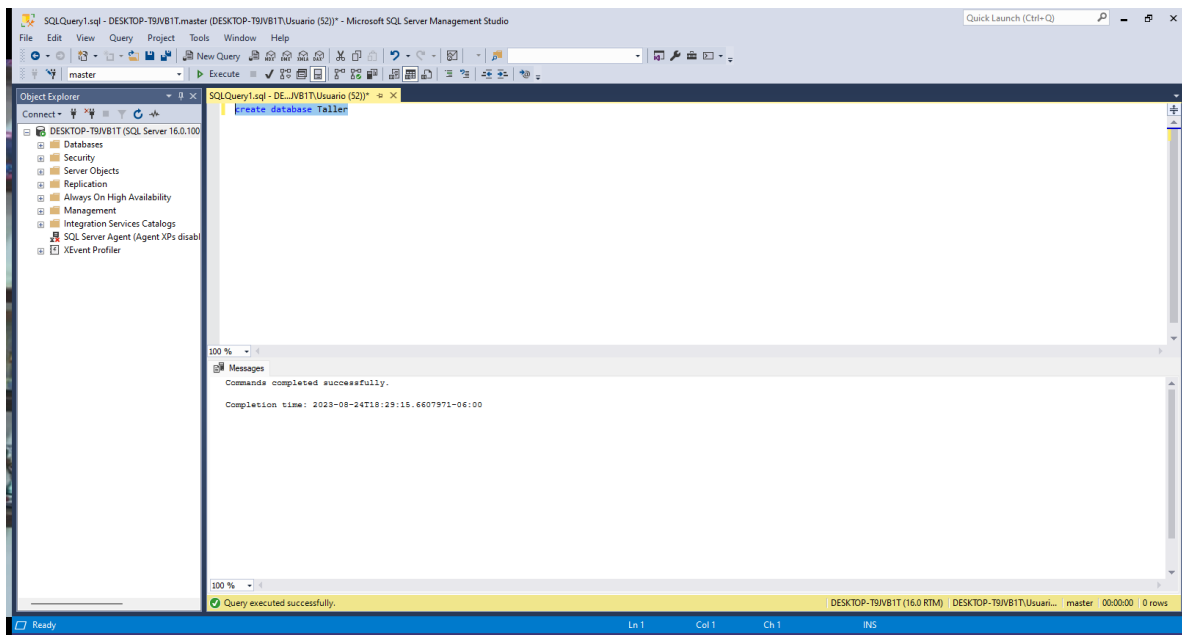 SQLQuery1.sql - DESKTOP-T9JVB1T.master (DESKTOP-T9JVB1T\Usuario (52))* - Microsoft SQL Server Management Studio
Quick Launch (Ctrl+Q)
File Edit View Query Project Tools Window Help
New Query
master
Execute
Object Explorer
SQLQuery1.sql - DE...JVB1T\Usuario (52))*
Connect
create database Taller
DESKTOP-T9JVB1T (SQL Server 16.0.100
Databases
Security
Server Objects
Replication
Always On High Availability
Management
Integration Services Catalogs
SQL Server Agent (Agent XPs disabl
XEvent Profiler
100 %
Messages
Commands completed successfully.
Completion time: 2023-08-24T18:29:15.6607971-06:00
100 %
Query executed successfully.
DESKTOP-T9JVB1T (16.0 RTM) DESKTOP-T9JVB1T\Usuari... master 00:00:00 0 rows
Ready Ln 1 Col 1 Ch 1 INS